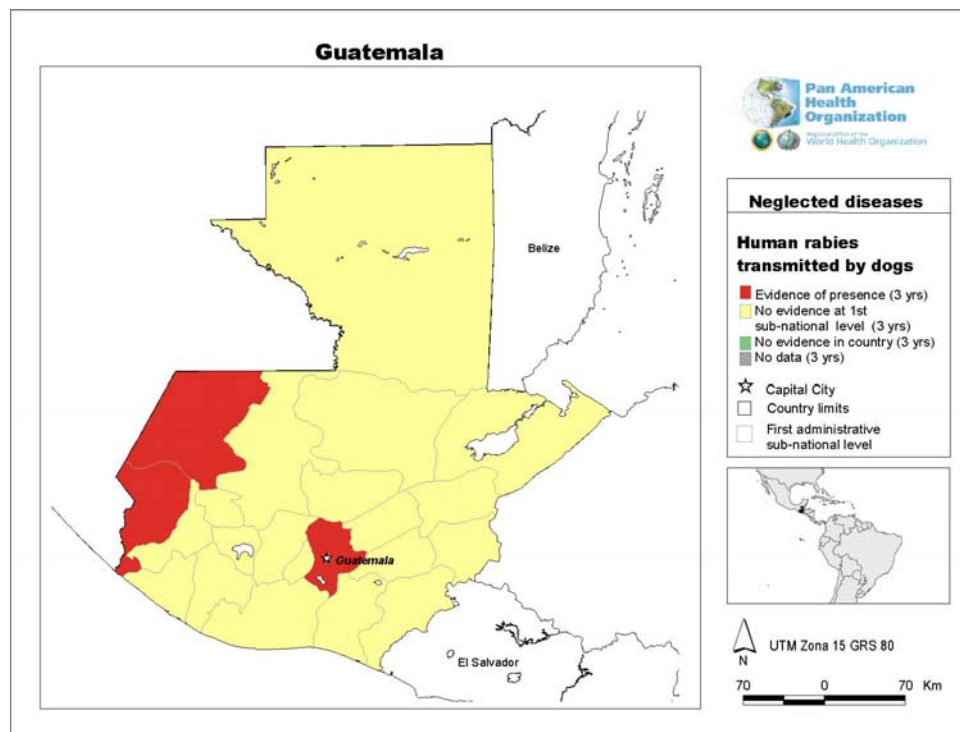 Guatemala
Pan American
Health
Organization
Regional Office of the
World Health Organization
Neglected diseases
Human rabies
transmitted by dogs
Evidence of presence (3 yrs)
No evidence at 1st
sub-national level (3 yrs)
No evidence in country (3 yrs)
No data (3 yrs)
Capital City
Country limits
First administrative
sub-national level
Belize
Guatemala
El Salvador
N
UTM Zona 15 GRS 80
70 0 70 Km